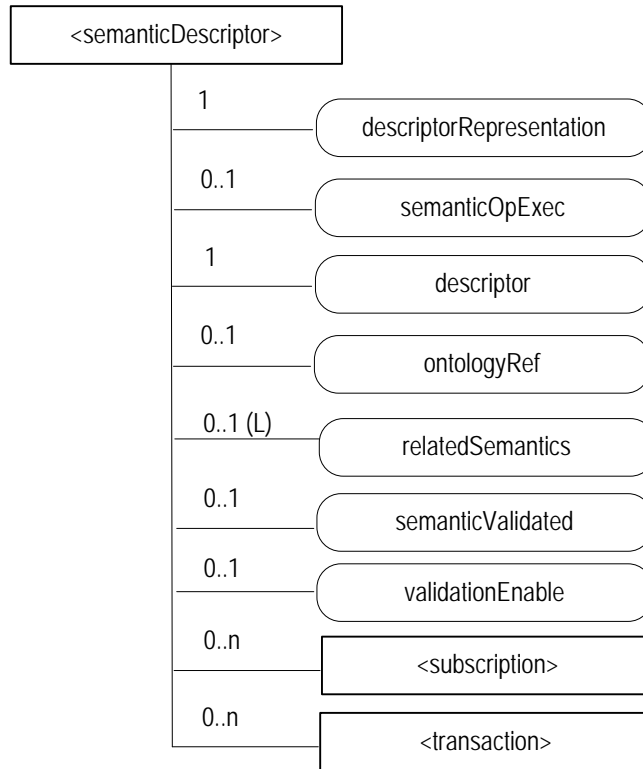 <semanticDescriptor>
1
descriptorRepresentation
0..1
semanticOpExec
1
descriptor
0..1
ontologyRef
0..1 (L)
relatedSemantics
0..1
semanticValidated
0..1
validationEnable
0..n
<subscription>
0..n
<transaction>